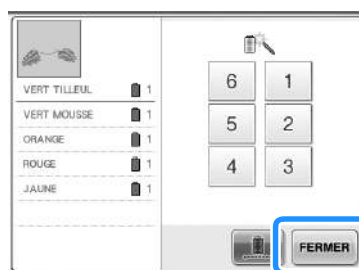 VERT TILLEUL 1
VERT MOUSSE 1
ORANGE 1
ROUGE 1
JAUNE 1
6 1
5 2
4 3
FERMER